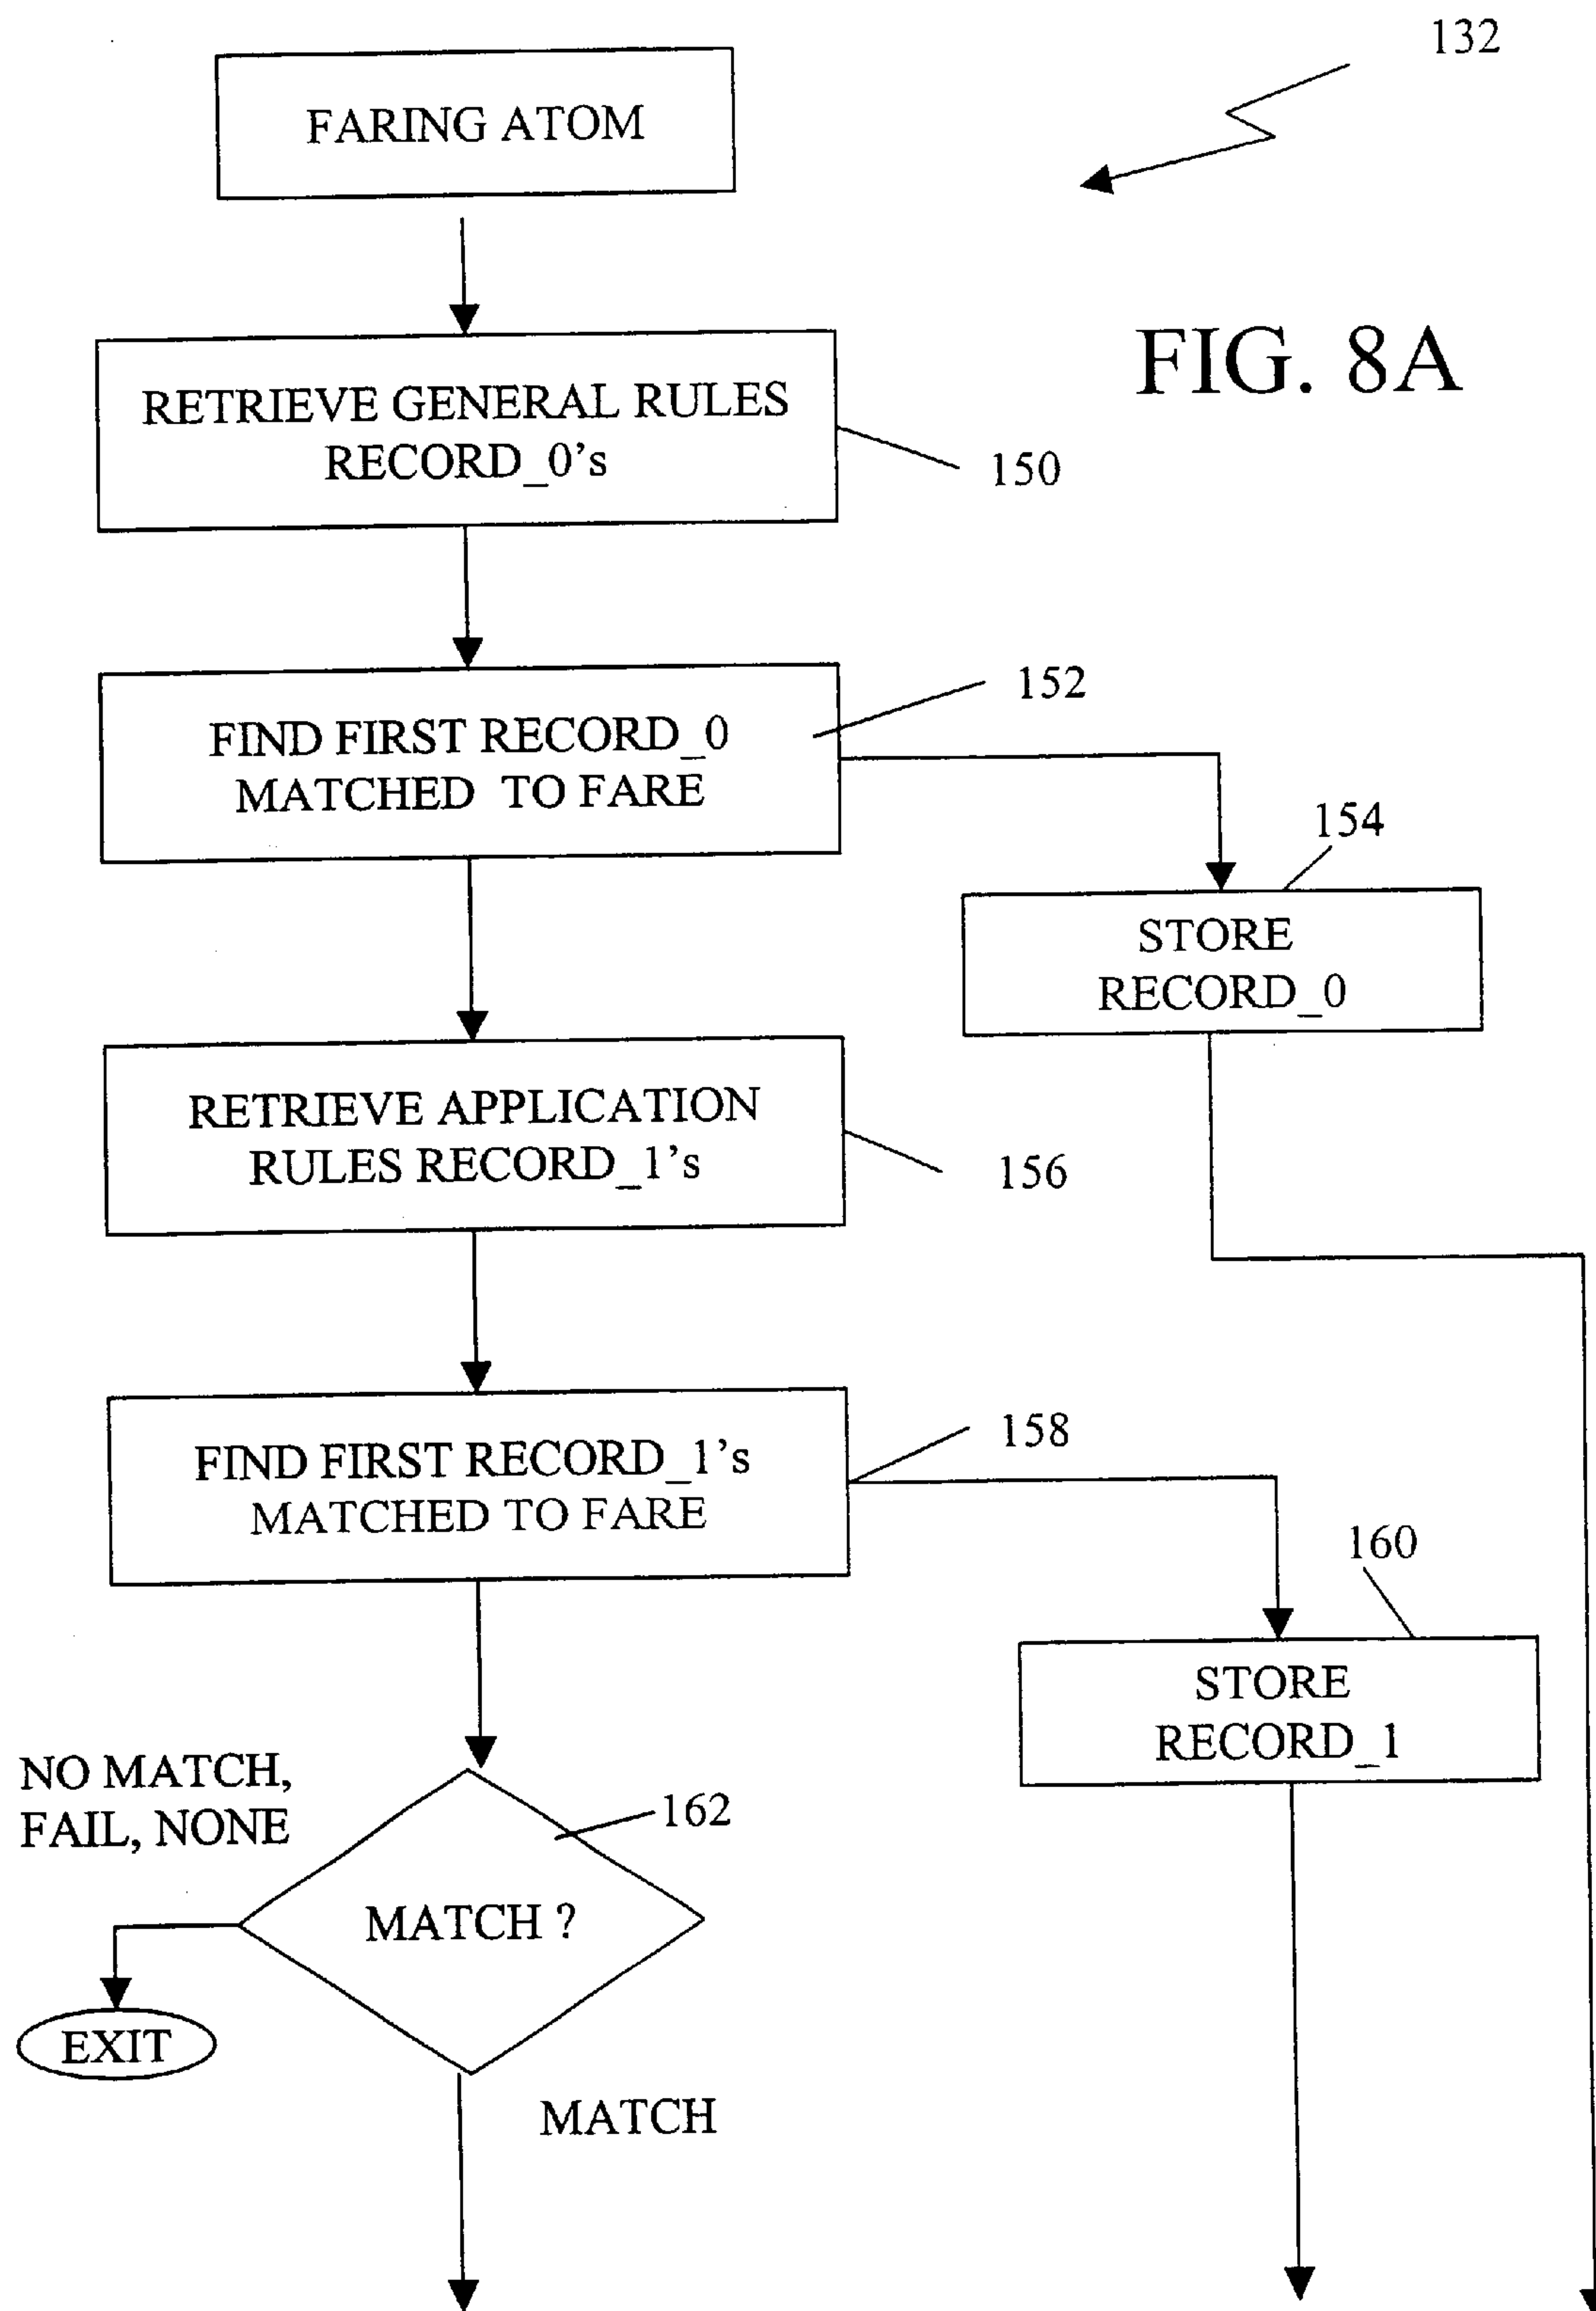 132
FARING ATOM
FIG. 8A
RETRIEVE GENERAL RULES
RECORD_0's
150
152
FIND FIRST RECORD_0
MATCHED TO FARE
154
STORE
RECORD_0
RETRIEVE APPLICATION
RULES RECORD_1's
156
158
FIND FIRST RECORD_1's
MATCHED TO FARE
160
STORE
RECORD_1
NO MATCH,
FAIL, NONE
162
MATCH ?
EXIT
MATCH